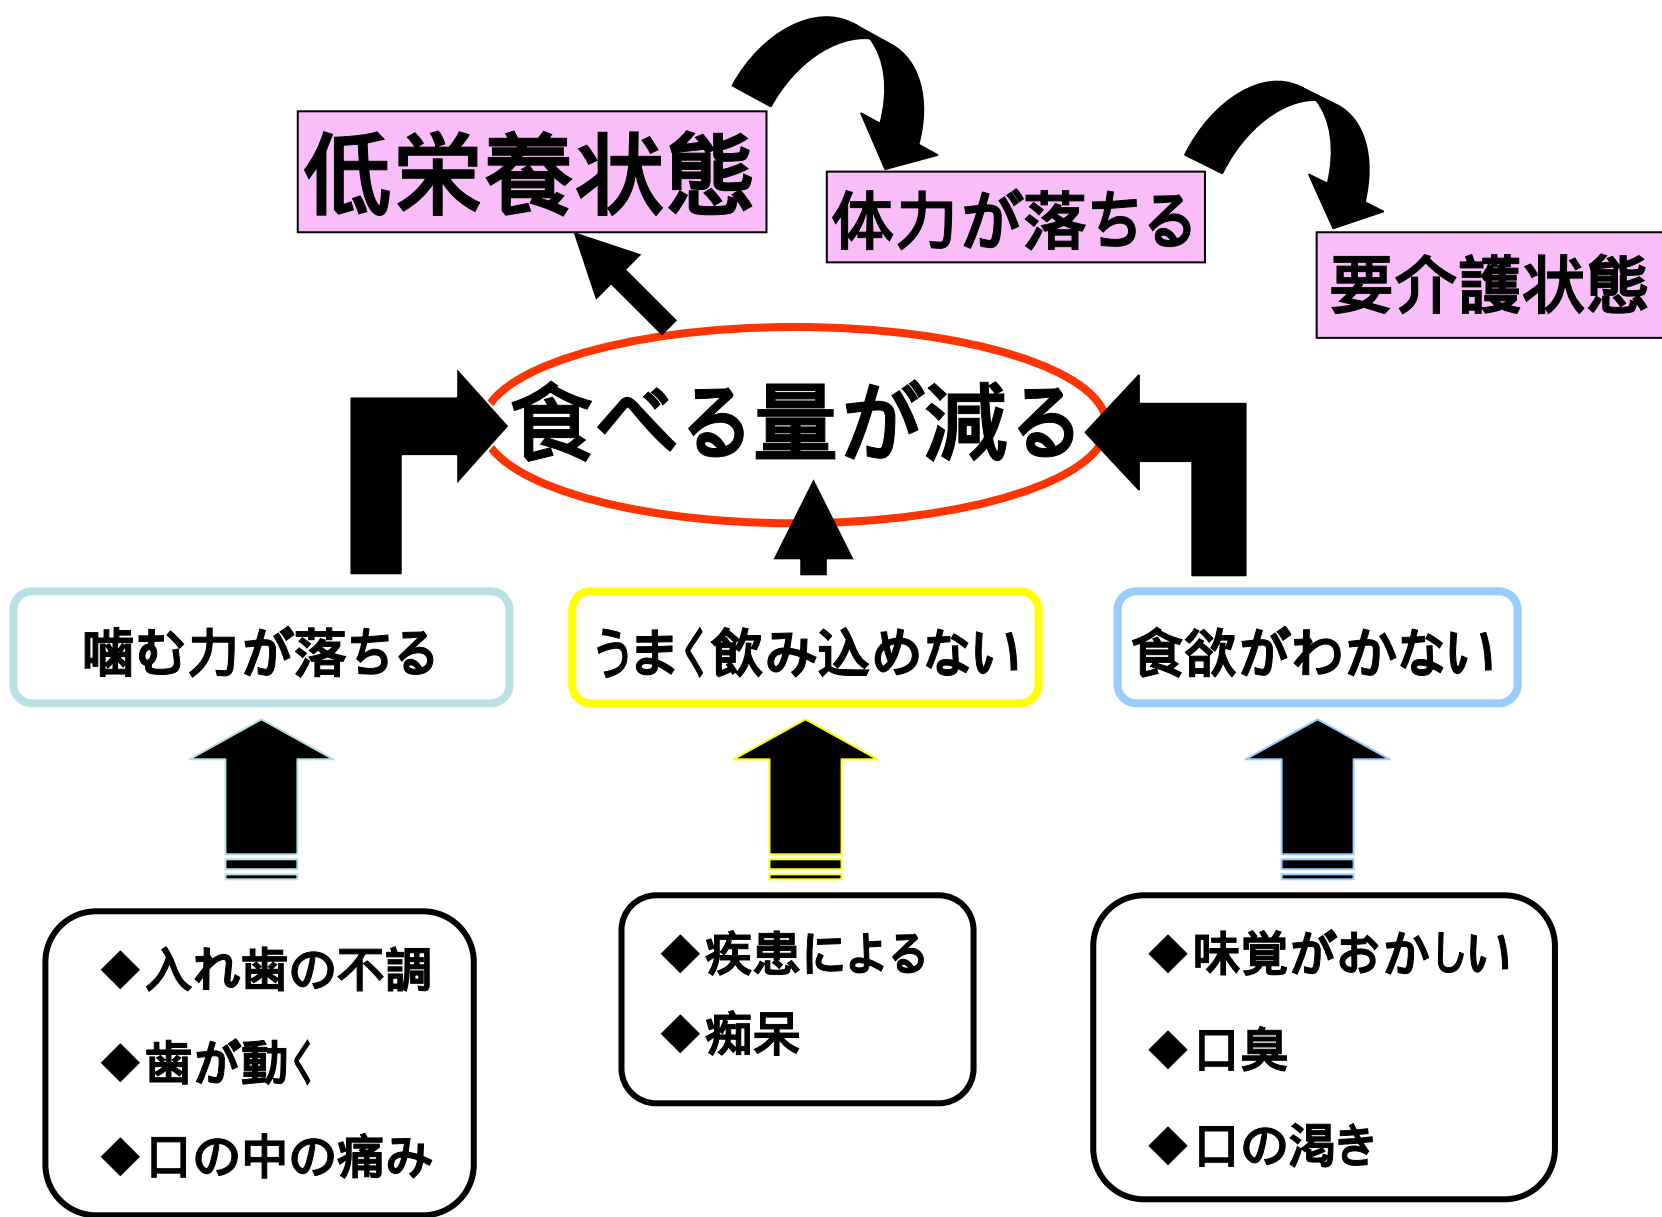 低栄養状態
体力が落ちる
要介護状態
食べる量が減る
噛む力が落ちる
うまく飲み込めない
食欲がわかない
◆入れ歯の不調
◆歯が動く
◆口の中の痛み
◆疾患による
◆痴呆
◆味覚がおかしい
◆口臭
◆口の渇き